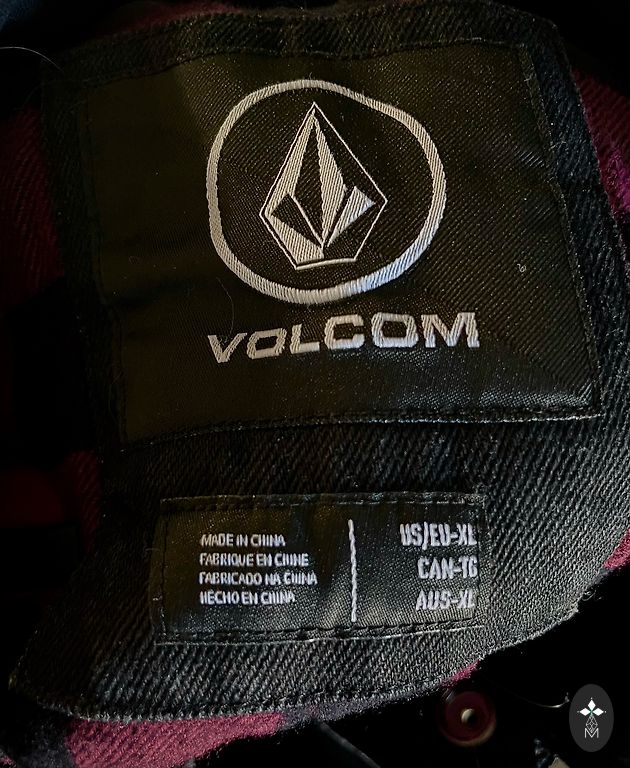 VOLCOM
MADE IN CHINA
FABRIQUE EN CHINE
FABRICADO NA CHINA
HECHO EN CHINA
US/EU-XL
CAN-TG
AUS-XL
M